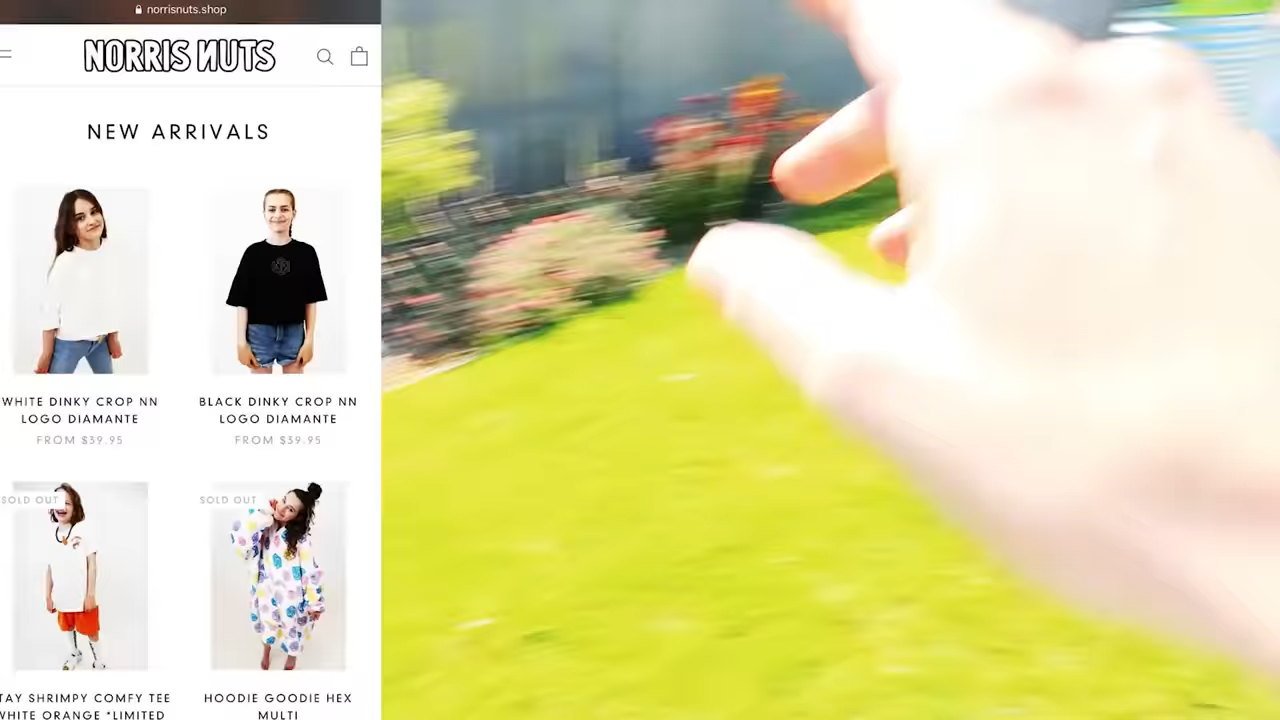 norrisnuts.shop
NORRIS NUTS
NEW ARRIVALS
WHITE DINKY CROP NN
LOGO DIAMANTE
FROM $39.95
BLACK DINKY CROP NN
LOGO DIAMANTE
FROM $39.95
SOLD OUT
SOLD OUT
TAY SHRIMPY COMFY TEE
WHITE ORANGE *LIMITED
HOODIE GOODIE HEX
MULTI